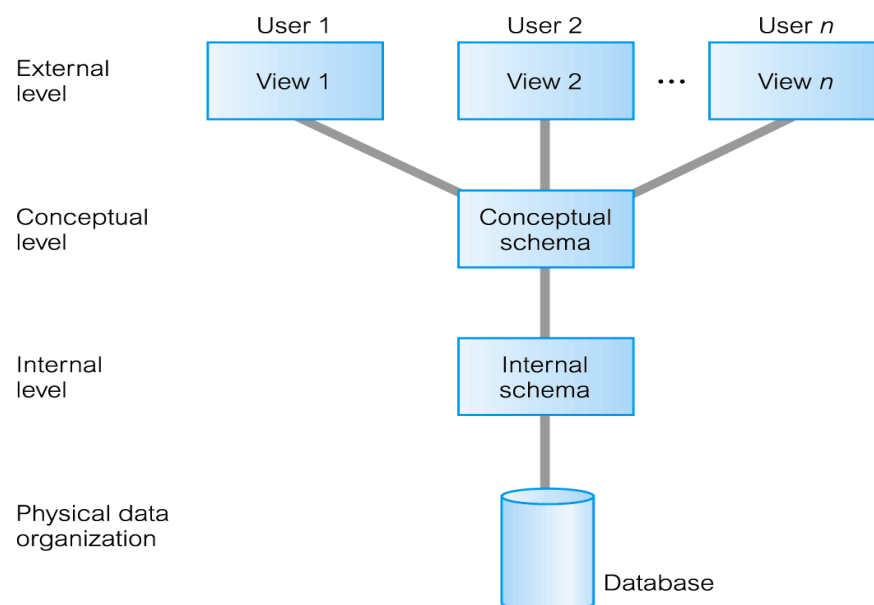 User 1
User 2
User n
External
level
View 1
View 2
...
View n
Conceptual
level
Conceptual
schema
Internal
level
Internal
schema
Physical data
organization
Database